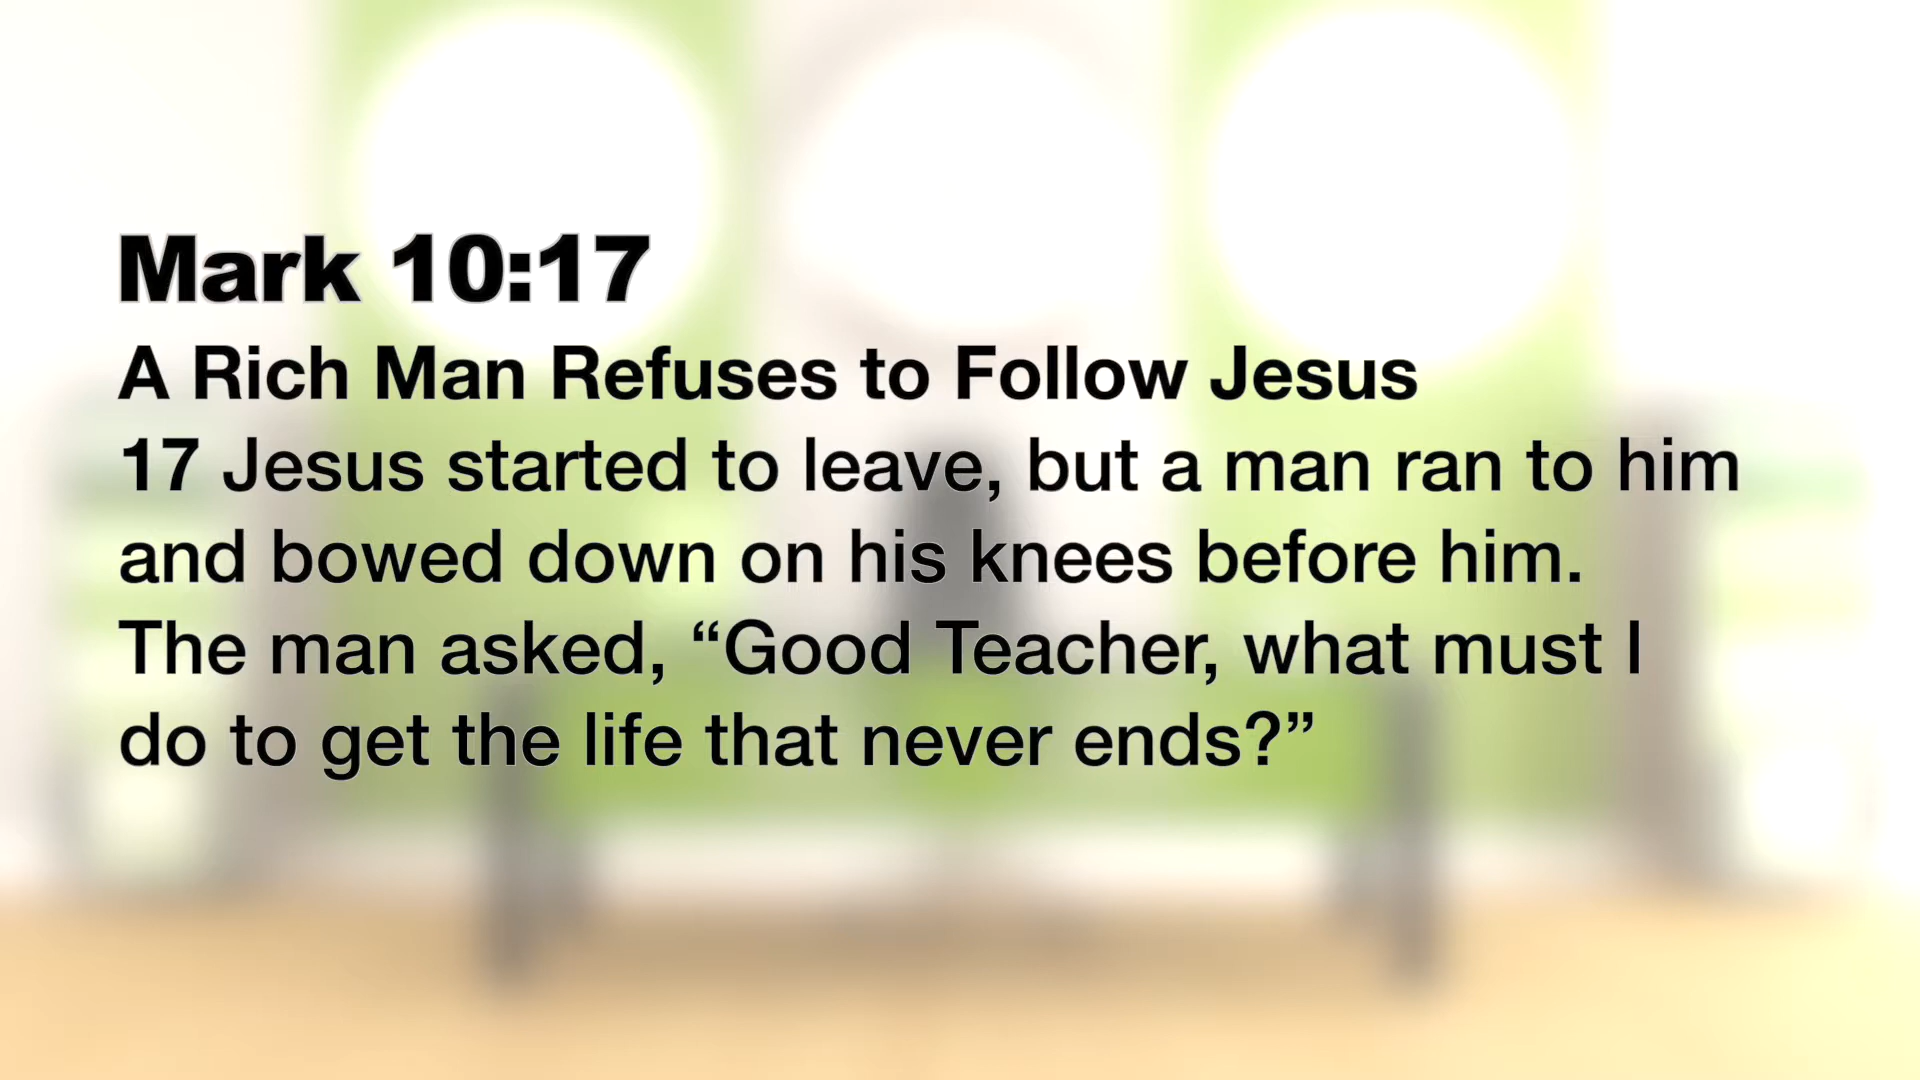 Mark 10:17
A Rich Man Refuses to Follow Jesus
17 Jesus started to leave, but a man ran to him
and bowed down on his knees before him.
The man asked, “Good Teacher, what must I
do to get the life that never ends?”